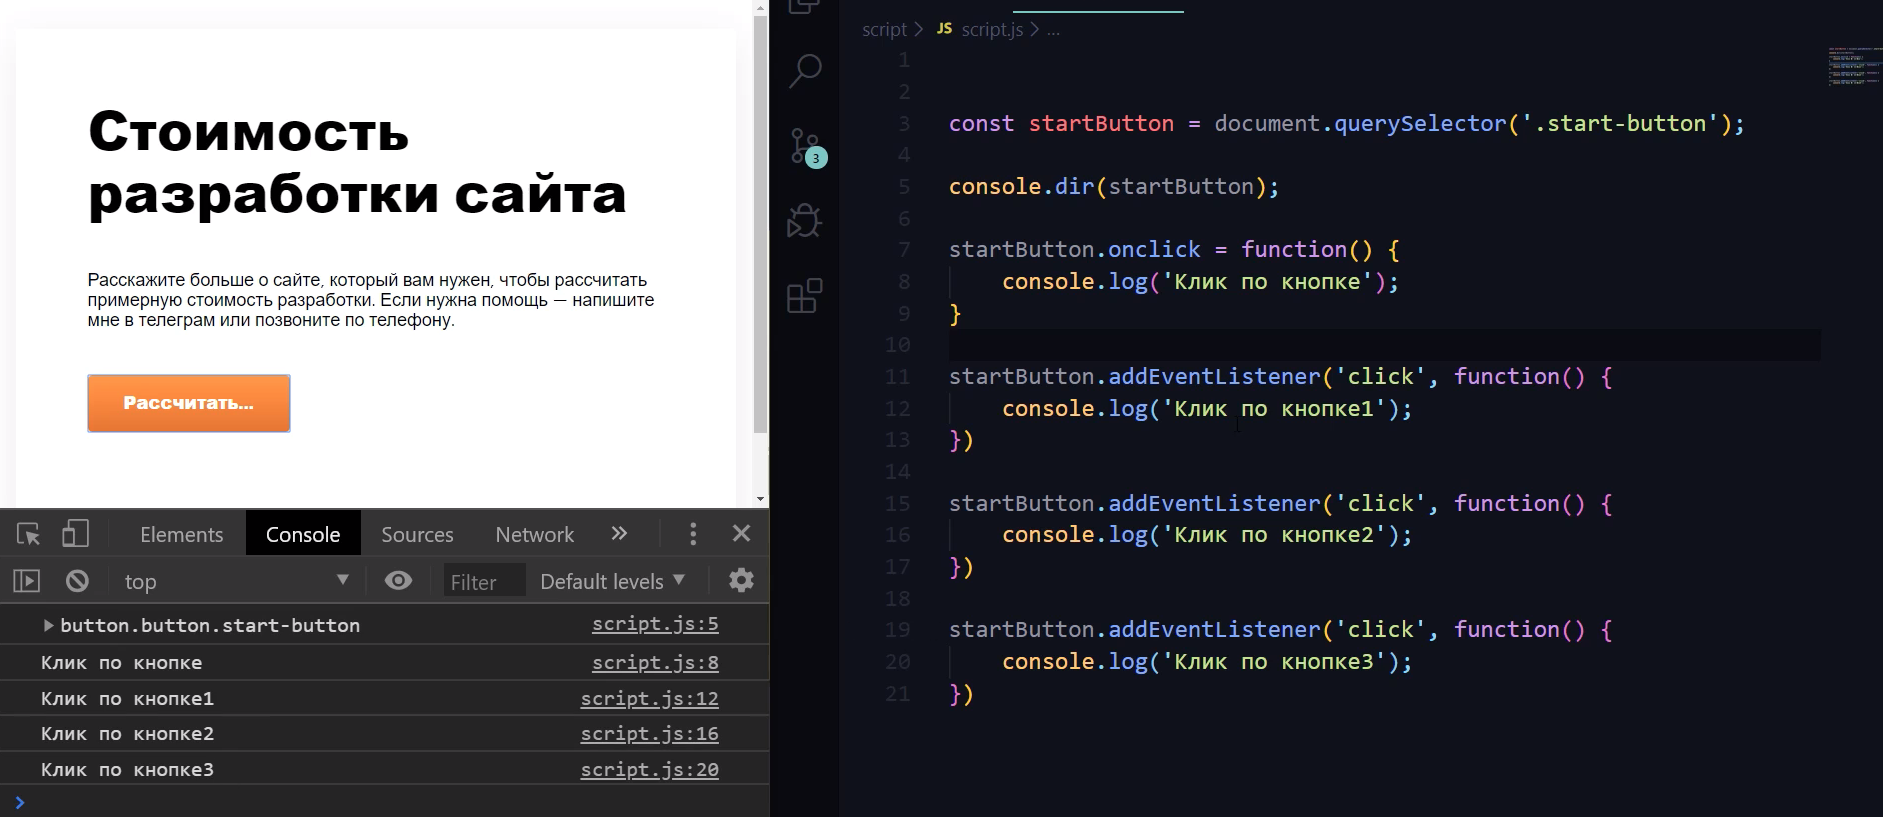 Стоимость
разработки сайта
Расскажите больше о сайте, который вам нужен, чтобы рассчитать
примерную стоимость разработки. Если нужна помощь — напишите
мне в телеграм или позвоните по телефону.
Рассчитать...
Elements Console Sources Network »
top Filter Default levels
button.button.start-button script.js:5
Клик по кнопке script.js:8
Клик по кнопке1 script.js:12
Клик по кнопке2 script.js:16
Клик по кнопке3 script.js:20
3
script > JS script.js > ...
1
2
3 const startButton = document.querySelector('.start-button');
4
5 console.dir(startButton);
6
7 startButton.onclick = function() {
8 console.log('Клик по кнопке');
9 }
10
11 startButton.addEventListener('click', function() {
12 console.log('Клик по кнопке1');
13 })
14
15 startButton.addEventListener('click', function() {
16 console.log('Клик по кнопке2');
17 })
18
19 startButton.addEventListener('click', function() {
20 console.log('Клик по кнопке3');
21 })